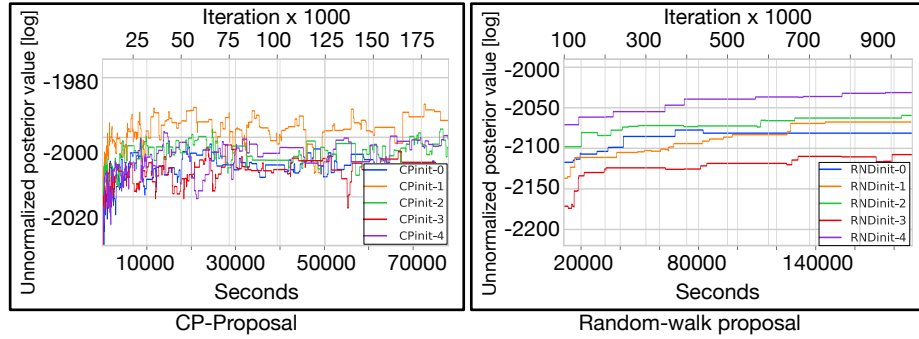 Iteration x 1000
25 50 75 100 125 150 175
Unnormalized posterior value [log]
-1980
-2000
-2020
CPinit-0
CPinit-1
CPinit-2
CPinit-3
CPinit-4
10000 30000 50000 70000
Seconds
CP-Proposal
Iteration x 1000
100 300 500 700 900
Unnormalized posterior value [log]
-2000
-2050
-2100
-2150
-2200
RNDinit-0
RNDinit-1
RNDinit-2
RNDinit-3
RNDinit-4
20000 80000 140000
Seconds
Random-walk proposal